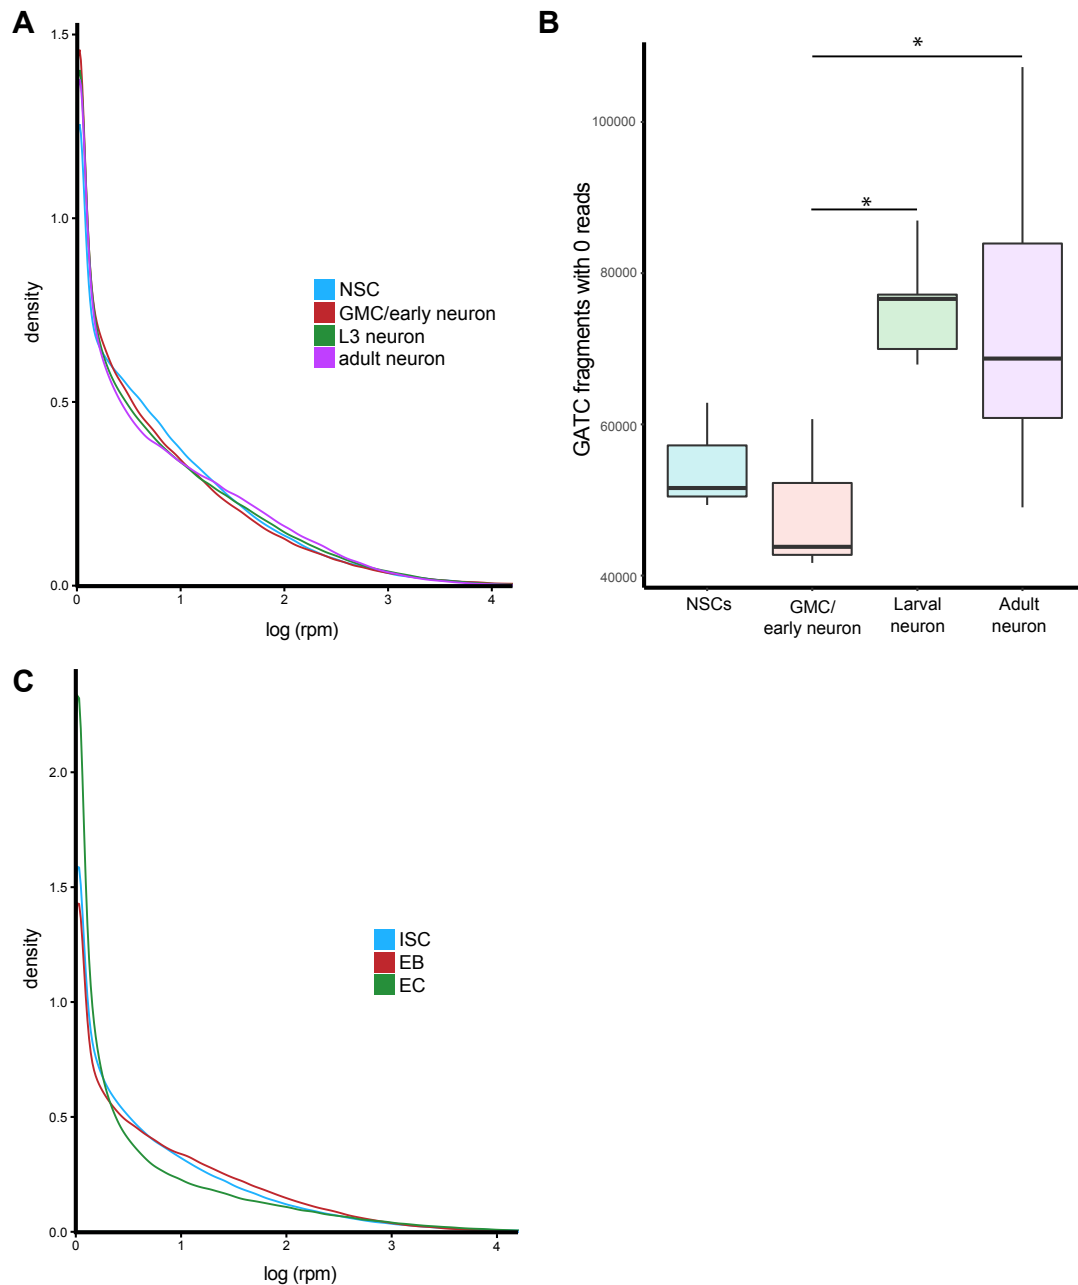 A
1.5
1.0
0.5
0.0
density
0
1
2
3
4
log (rpm)
NSC
GMC/early neuron
L3 neuron
adult neuron
B
*
*
100000
80000
60000
40000
GATC fragments with 0 reads
NSCs
GMC/
early neuron
Larval
neuron
Adult
neuron
C
2.0
1.5
1.0
0.5
0.0
density
0
1
2
3
4
log (rpm)
ISC
EB
EC